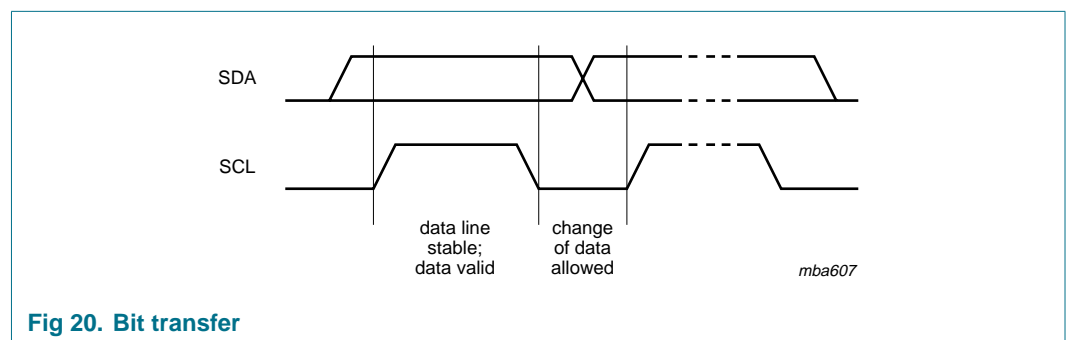 SDA
SCL
data line
stable;
data valid
change
of data
allowed
mba607
Fig 20. Bit transfer